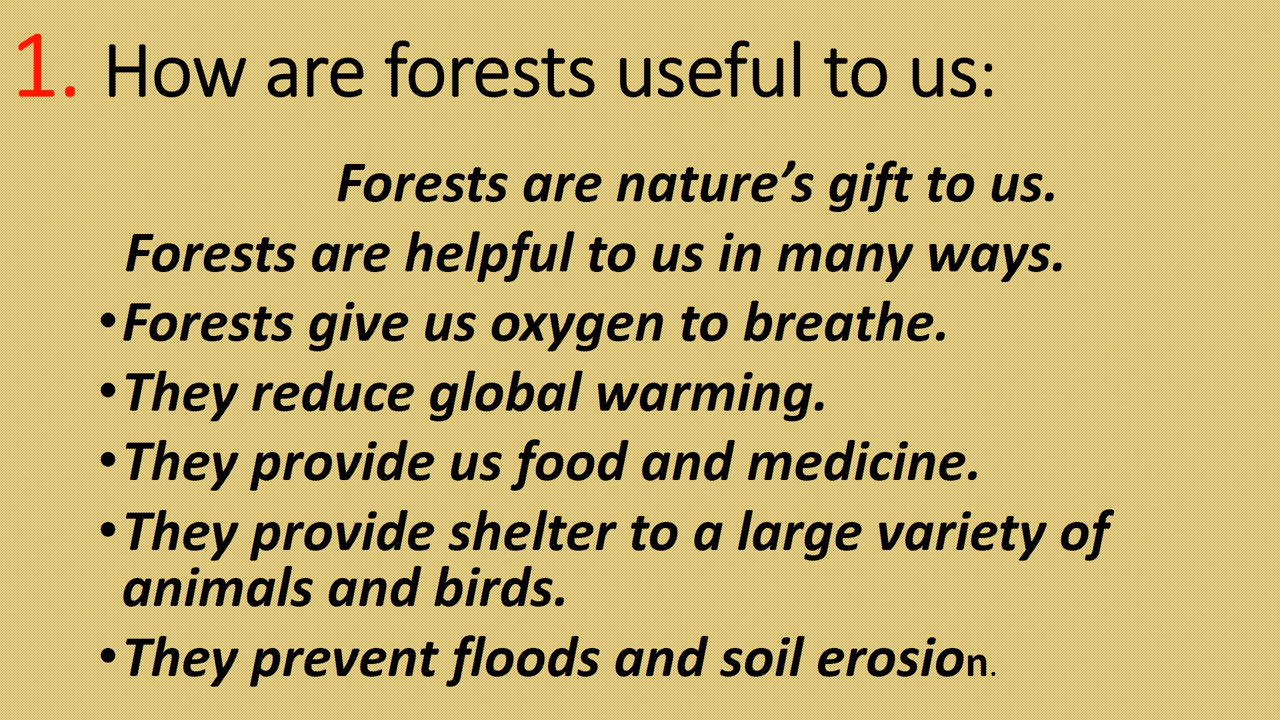 1. How are forests useful to us:
Forests are nature’s gift to us.
Forests are helpful to us in many ways.
•Forests give us oxygen to breathe.
•They reduce global warming.
•They provide us food and medicine.
•They provide shelter to a large variety of
animals and birds.
•They prevent floods and soil erosion.